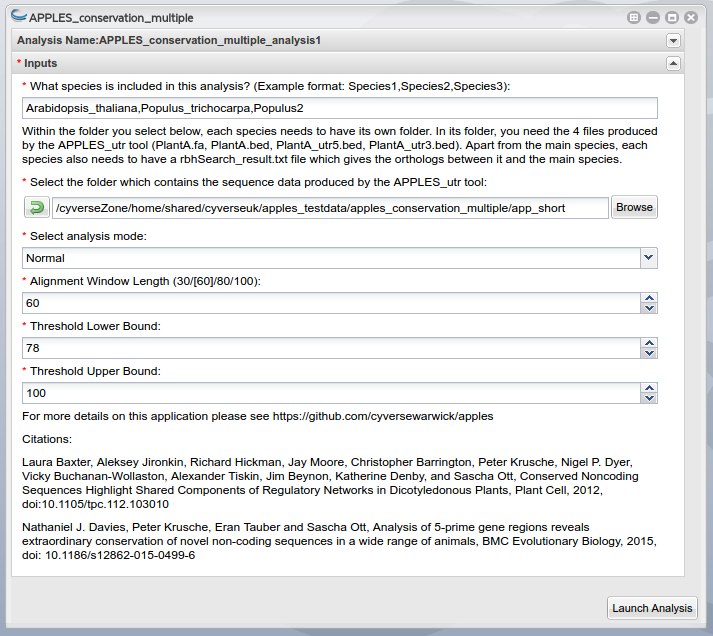 APPLES_conservation_multiple
Analysis Name:APPLES_conservation_multiple_analysis1
* Inputs
* What species is included in this analysis? (Example format: Species1,Species2,Species3):
Arabidopsis_thaliana,Populus_trichocarpa,Populus2
Within the folder you select below, each species needs to have its own folder. In its folder, you need the 4 files produced
by the APPLES_utr tool (PlantA.fa, PlantA.bed, PlantA_utr5.bed, PlantA_utr3.bed). Apart from the main species, each
species also needs to have a rbhSearch_result.txt file which gives the orthologs between it and the main species.
* Select the folder which contains the sequence data produced by the APPLES_utr tool:
/cyverseZone/home/shared/cyverseuk/apples_testdata/apples_conservation_multiple/app_short
Browse
* Select analysis mode:
Normal
* Alignment Window Length (30/[60]/80/100):
60
* Threshold Lower Bound:
78
* Threshold Upper Bound:
100
For more details on this application please see https://github.com/cyversewarwick/apples
Citations:
Laura Baxter, Aleksey Jironkin, Richard Hickman, Jay Moore, Christopher Barrington, Peter Krusche, Nigel P. Dyer,
Vicky Buchanan-Wollaston, Alexander Tiskin, Jim Beynon, Katherine Denby, and Sascha Ott, Conserved Noncoding
Sequences Highlight Shared Components of Regulatory Networks in Dicotyledonous Plants, Plant Cell, 2012,
doi:10.1105/tpc.112.103010
Nathaniel J. Davies, Peter Krusche, Eran Tauber and Sascha Ott, Analysis of 5-prime gene regions reveals
extraordinary conservation of novel non-coding sequences in a wide range of animals, BMC Evolutionary Biology, 2015,
doi: 10.1186/s12862-015-0499-6
Launch Analysis